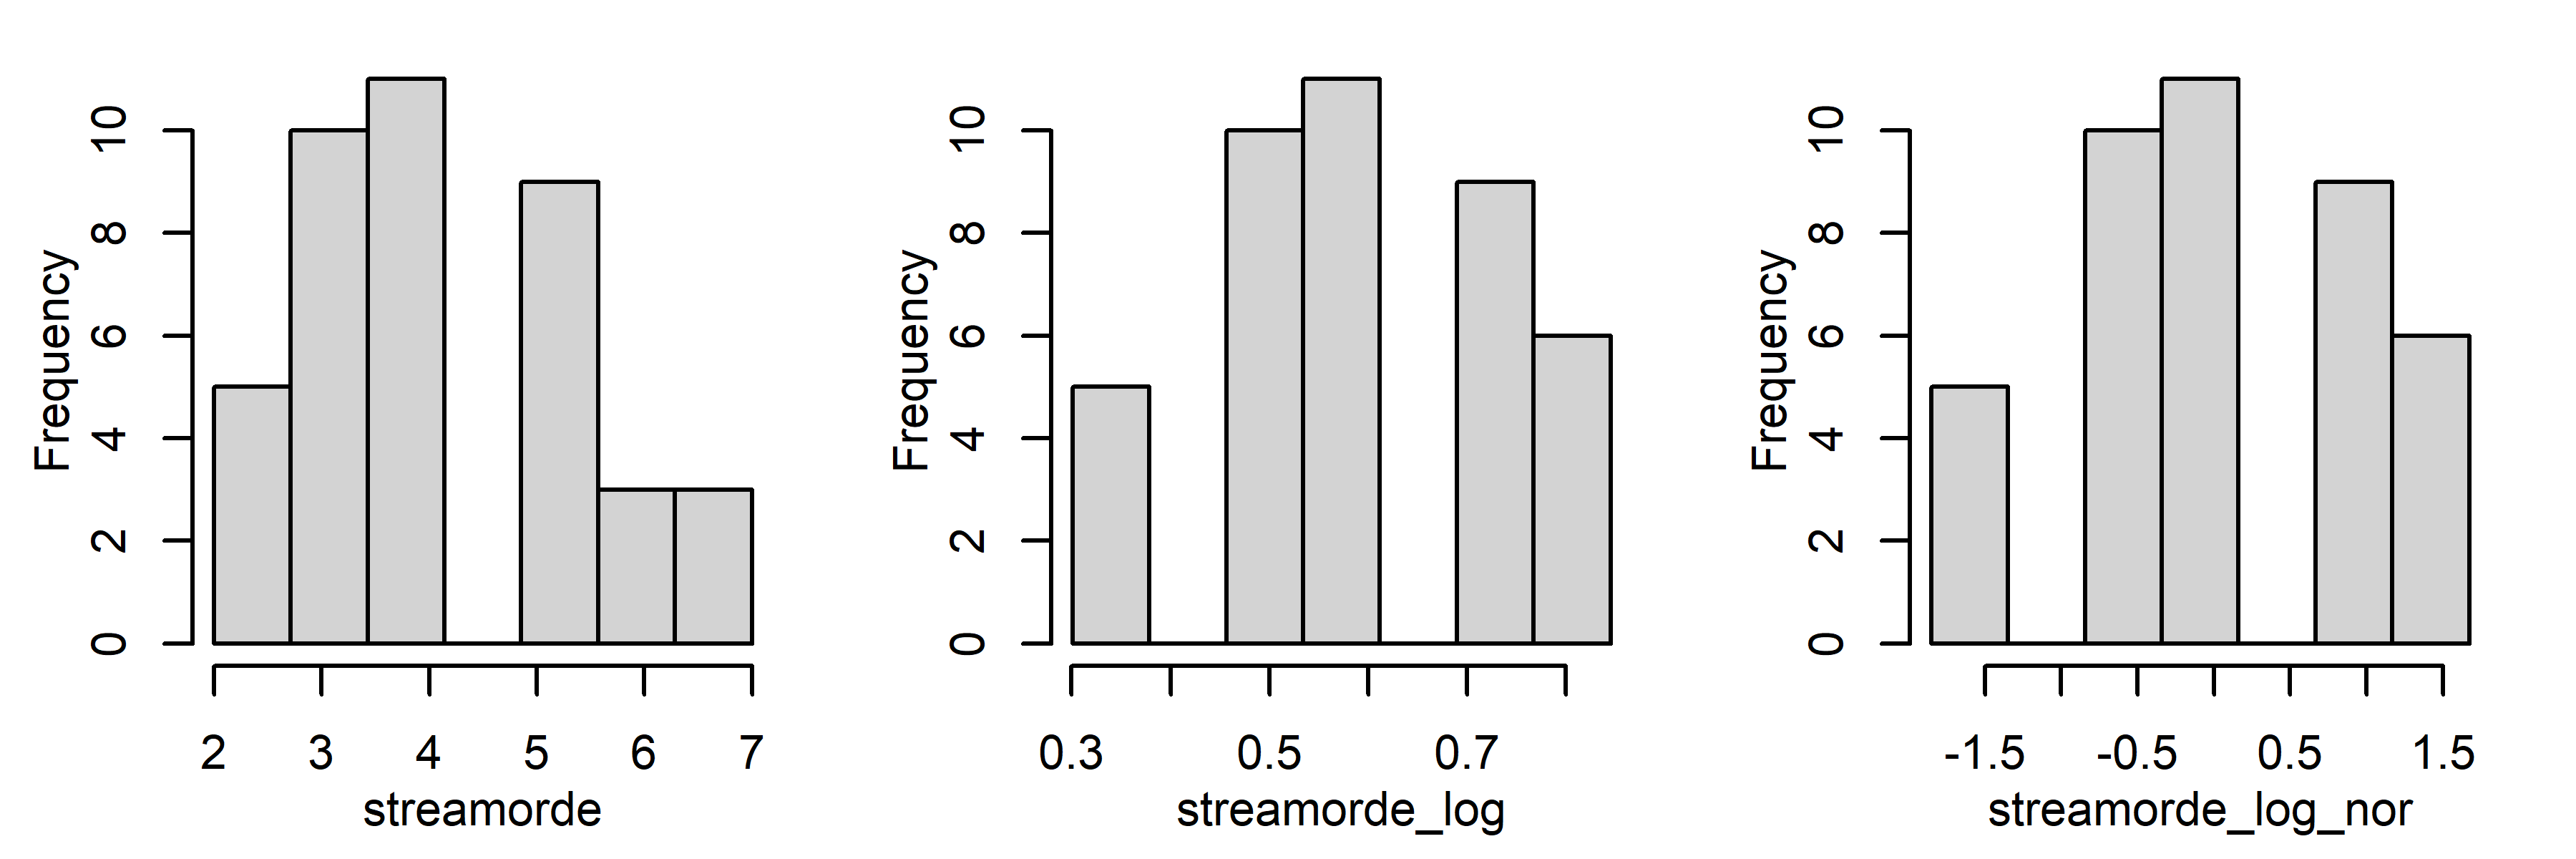 Frequency
0 2 4 6 8 10
2 3 4 5 6 7
streamorde
Frequency
0 2 4 6 8 10
0.3 0.5 0.7
streamorde_log
Frequency
0 2 4 6 8 10
-1.5 -0.5 0.5 1.5
streamorde_log_nor